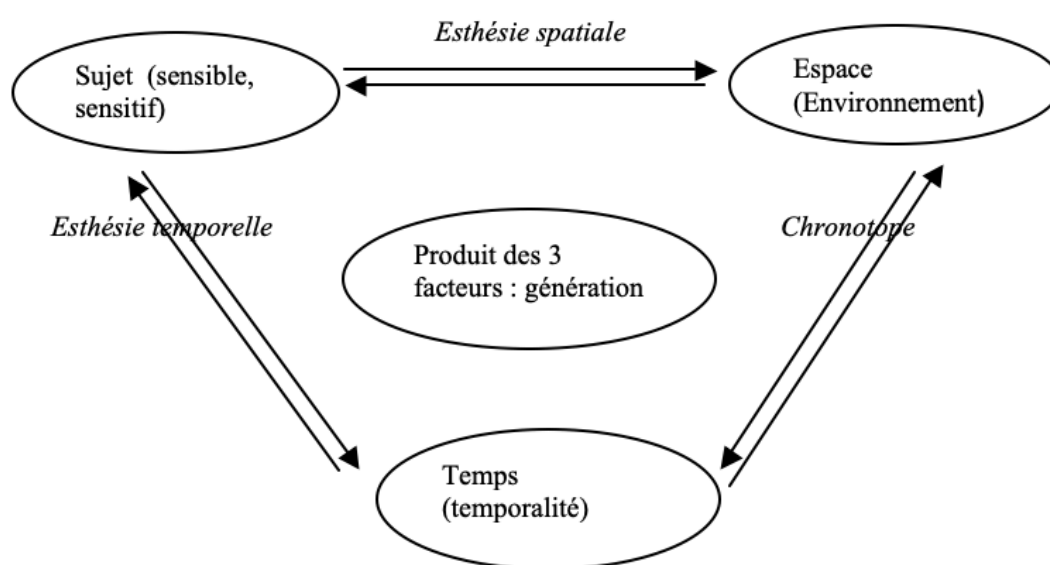 Esthésie spatiale
Sujet (sensible,
sensitif)
Espace
(Environnement)
Esthésie temporelle
Chronotope
Produit des 3
facteurs : génération
Temps
(temporalité)